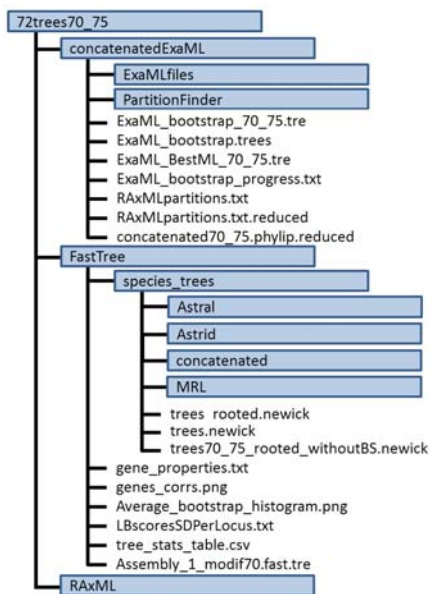 72trees70_75
concatenatedExaML
ExaMLfiles
PartitionFinder
ExaML_bootstrap_70_75.tre
ExaML_bootstrap.trees
ExaML_BestML_70_75.tre
ExaML_bootstrap_progress.txt
RAxMLpartitions.txt
RAxMLpartitions.txt.reduced
concatenated70_75.phylip.reduced
FastTree
species_trees
Astral
Astrid
concatenated
MRL
trees_rooted.newick
trees.newick
trees70_75_rooted_withoutBS.newick
gene_properties.txt
genes_corrs.png
Average_bootstrap_histogram.png
LBscoresSDPerLocus.txt
tree_stats_table.csv
Assembly_1_modif70.fast.tre
RAxML